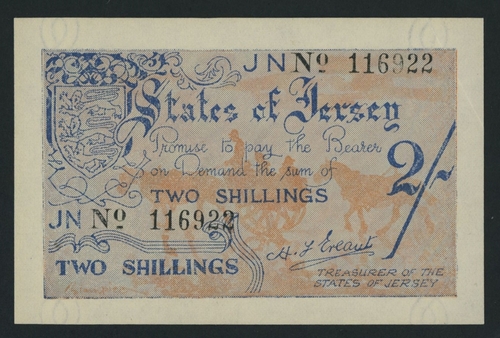 JN Nº 116922
States of Jersey
Promise to pay the Bearer
on Demand the sum of
TWO SHILLINGS
2/-
JN Nº 116922
H. F. Ereaut
TWO SHILLINGS
TREASURER OF THE
STATES OF JERSEY